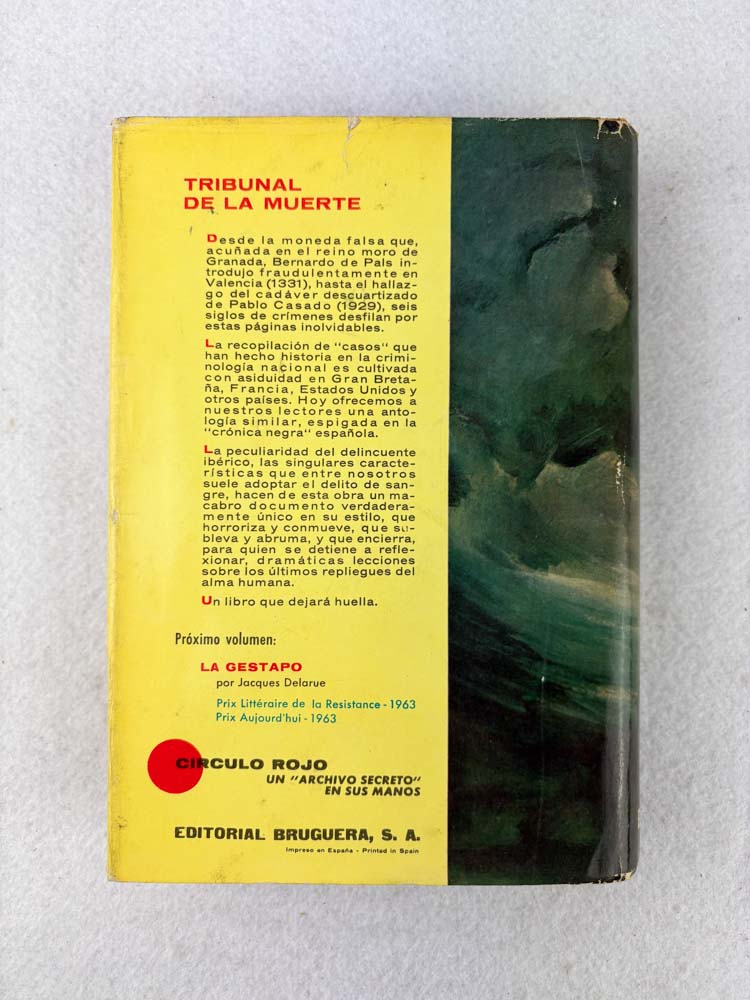 TRIBUNAL
DE LA MUERTE
Desde la moneda falsa que,
acuñada en el reino moro de
Granada, Bernardo de Pals in-
trodujo fraudulentamente en
Valencia (1331), hasta el hallaz-
go del cadáver descuartizado
de Pablo Casado (1929), seis
siglos de crímenes desfilan por
estas páginas inolvidables.
La recopilación de "casos" que
han hecho historia en la crimi-
nología nacional es cultivada
con asiduidad en Gran Breta-
ña, Francia, Estados Unidos y
otros países. Hoy ofrecemos a
nuestros lectores una anto-
logía similar, espigada en la
"crónica negra" española.
La peculiaridad del delincuente
ibérico, las singulares caracte-
rísticas que entre nosotros
suele adoptar el delito de san-
gre, hacen de esta obra un ma-
cabro documento verdadera-
mente único en su estilo, que
horroriza y conmueve, que su-
bleva y abruma, y que encierra,
para quien se detiene a refle-
xionar, dramáticas lecciones
sobre los últimos repliegues del
alma humana.
Un libro que dejará huella.
Próximo volumen:
LA GESTAPO
por Jacques Delarue
Prix Littéraire de la Resistance - 1963
Prix Aujourd'hui - 1963
CIRCULO ROJO
UN "ARCHIVO SECRETO"
EN SUS MANOS
EDITORIAL BRUGUERA, S. A.
Impreso en España - Printed in Spain